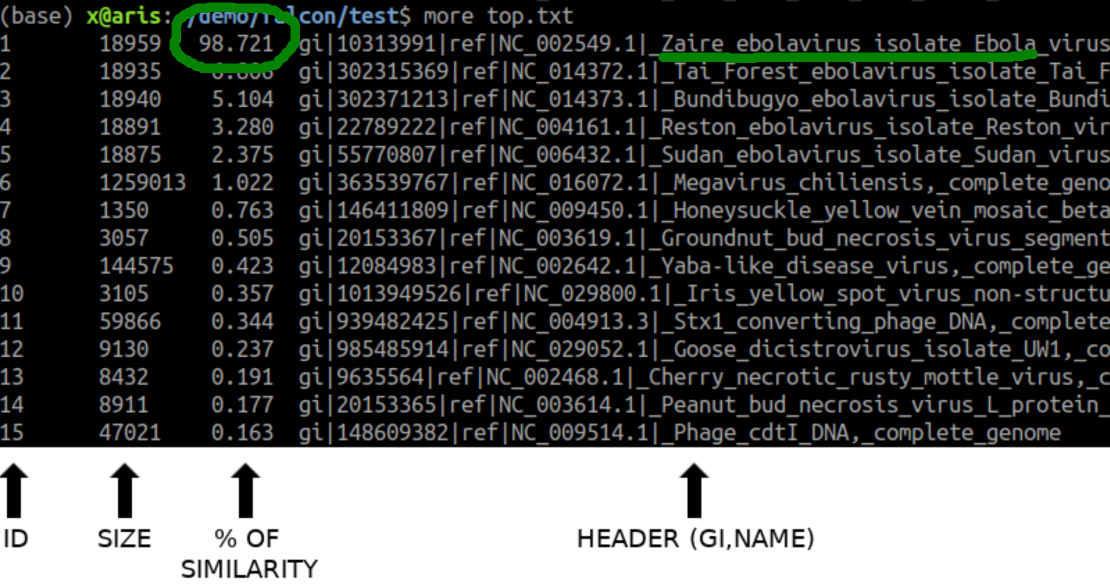 (base) x@aris:~/demo/falcon/test$ more top.txt
1 18959 98.721 gi|10313991|ref|NC_002549.1|_Zaire_ebolavirus_isolate_Ebola_virus
2 18935 6.806 gi|302315369|ref|NC_014372.1|_Tai_Forest_ebolavirus_isolate_Tai_F
3 18940 5.104 gi|302371213|ref|NC_014373.1|_Bundibugyo_ebolavirus_isolate_Bundi
4 18891 3.280 gi|22789222|ref|NC_004161.1|_Reston_ebolavirus_isolate_Reston_vir
5 18875 2.375 gi|55770807|ref|NC_006432.1|_Sudan_ebolavirus_isolate_Sudan_virus
6 1259013 1.022 gi|363539767|ref|NC_016072.1|_Megavirus_chiliensis,_complete_geno
7 1350 0.763 gi|146411809|ref|NC_009450.1|_Honeysuckle_yellow_vein_mosaic_beta
8 3057 0.505 gi|20153367|ref|NC_003619.1|_Groundnut_bud_necrosis_virus_segment
9 144575 0.423 gi|12084983|ref|NC_002642.1|_Yaba-like_disease_virus,_complete_ge
10 3105 0.357 gi|1013949526|ref|NC_029800.1|_Iris_yellow_spot_virus_non-structu
11 59866 0.344 gi|939482425|ref|NC_004913.3|_Stx1_converting_phage_DNA,_complete
12 9130 0.237 gi|985485914|ref|NC_029052.1|_Goose_dicistrovirus_isolate_UW1,_co
13 8432 0.191 gi|9635564|ref|NC_002468.1|_Cherry_necrotic_rusty_mottle_virus,_c
14 8911 0.177 gi|20153365|ref|NC_003614.1|_Peanut_bud_necrosis_virus_L_protein_
15 47021 0.163 gi|148609382|ref|NC_009514.1|_Phage_cdtI_DNA,_complete_genome
ID SIZE % OF HEADER (GI,NAME)
SIMILARITY